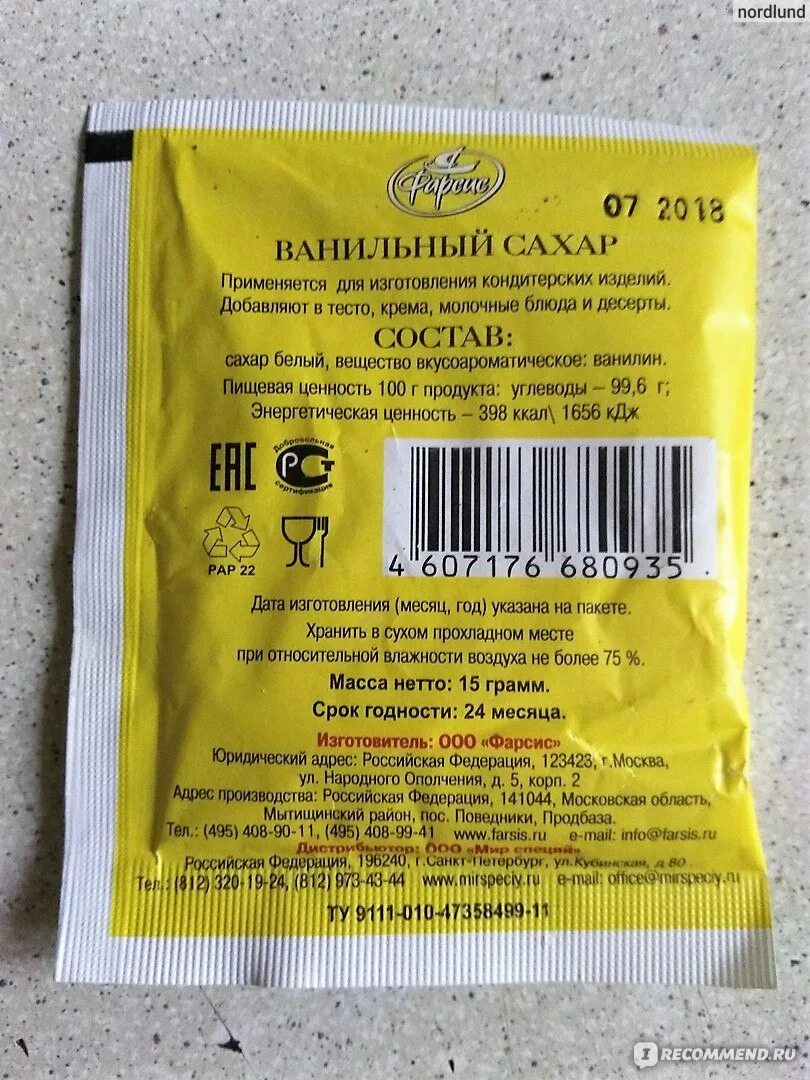 nordlund
Фарсис
07 2018
ВАНИЛЬНЫЙ САХАР
Применяется для изготовления кондитерских изделий.
Добавляют в тесто, крема, молочные блюда и десерты.
СОСТАВ:
сахар белый, вещество вкусоароматическое: ванилин.
Пищевая ценность 100 г продукта: углеводы – 99,6 г;
Энергетическая ценность – 398 ккал\ 1656 кДж
ЕАС
Добровольная
РСТ
сертификация
PAP 22
4 607176 680935
Дата изготовления (месяц, год) указана на пакете.
Хранить в сухом прохладном месте
при относительной влажности воздуха не более 75 %.
Масса нетто: 15 грамм.
Срок годности: 24 месяца.
Изготовитель: ООО «Фарсис»
Юридический адрес: Российская Федерация, 123423, г.Москва,
ул. Народного Ополчения, д. 5, корп. 2
Адрес производства: Российская Федерация, 141044, Московская область,
Мытищинский район, пос. Поведники, Продбаза.
Тел.: (495) 408-90-11, (495) 408-99-41 www.farsis.ru e-mail: info@farsis.ru
Дистрибьютор: ООО «Мир специй»
Российская Федерация, 196240, г.Санкт-Петербург, ул.Кубинская, д 80 .
Тел.: (812) 320-19-24, (812) 973-43-44 www.mirspeciy.ru e-mail: office@mirspeciy.ru
ТУ 9111-010-47358499-11
I RECOMMEND.RU